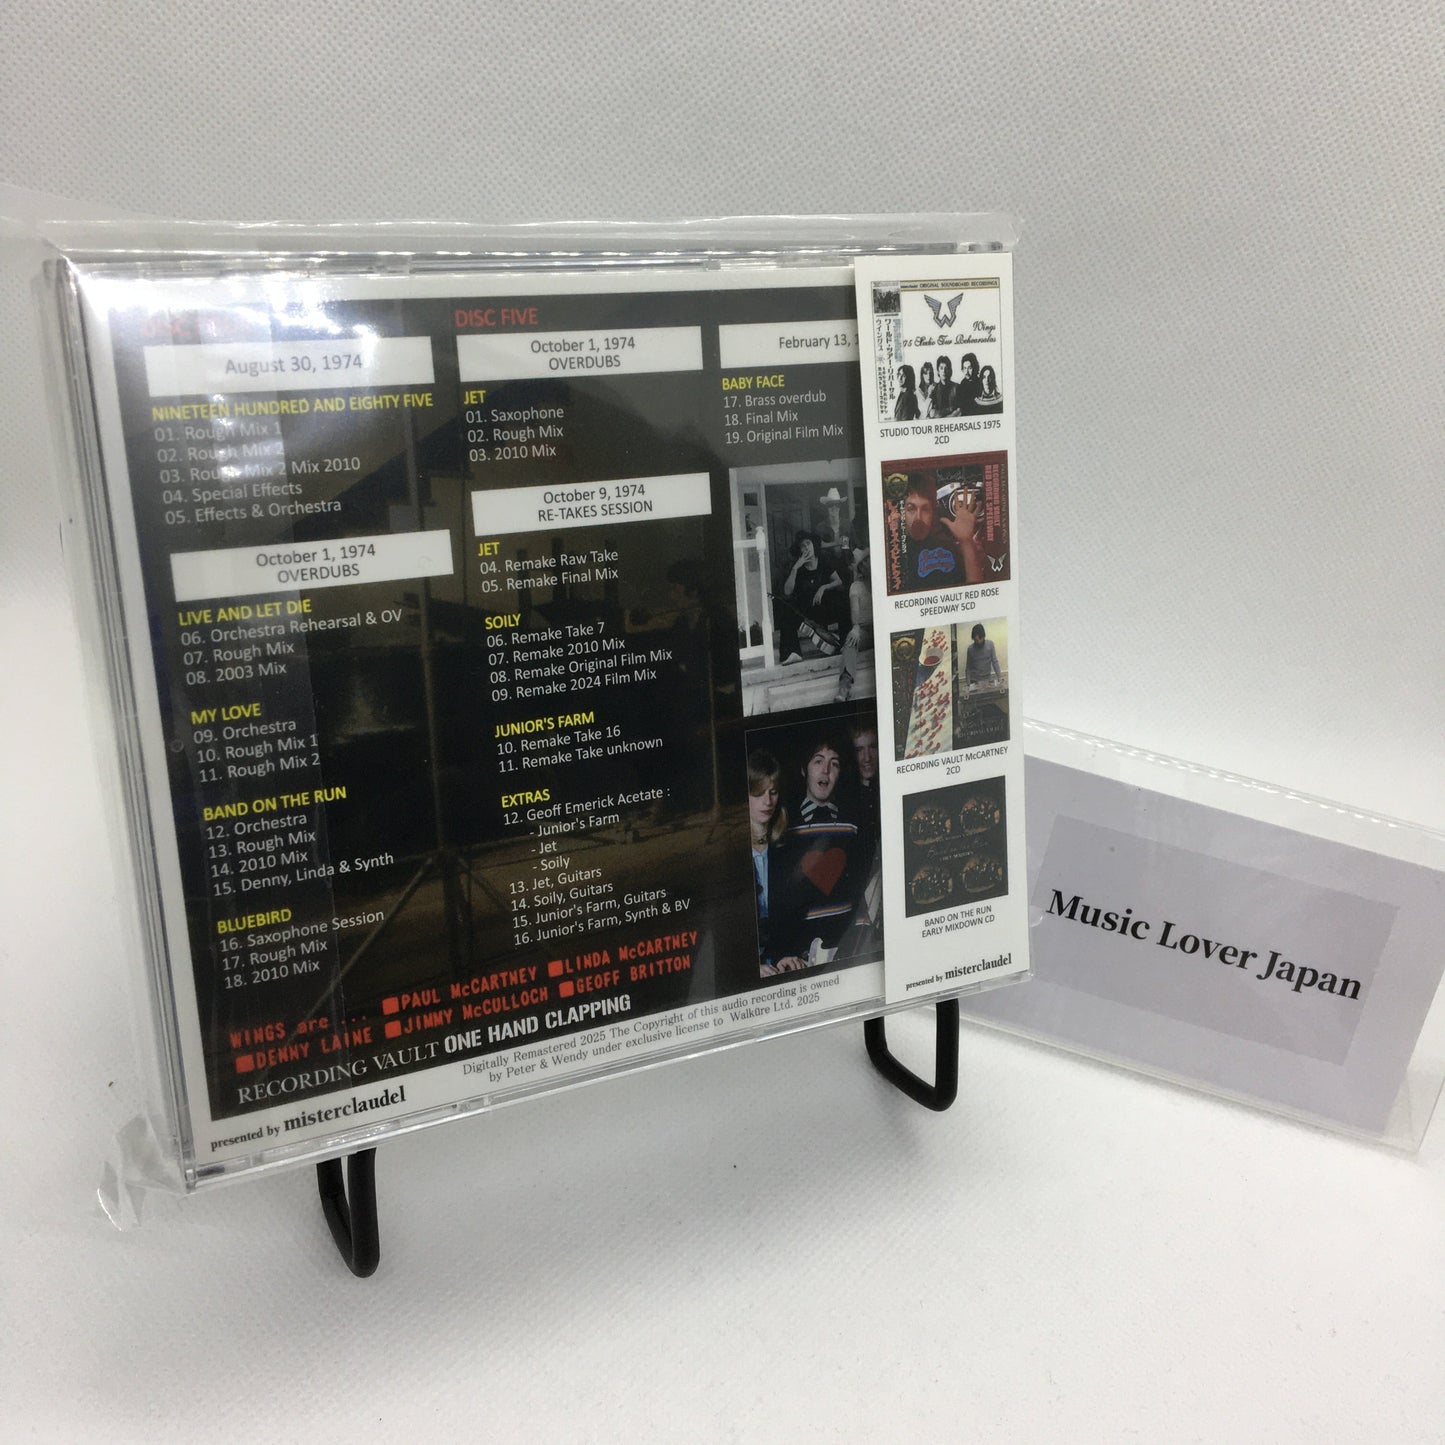 August 30, 1974
NINETEEN HUNDRED AND EIGHTY FIVE
01. Rough Mix 1
02. Rough Mix 2
03. Rough Mix 2 Mix 2010
04. Special Effects
05. Effects & Orchestra
October 1, 1974
OVERDUBS
LIVE AND LET DIE
06. Orchestra Rehearsal & OV
07. Rough Mix
08. 2003 Mix
MY LOVE
09. Orchestra
10. Rough Mix 1
11. Rough Mix 2
BAND ON THE RUN
12. Orchestra
13. Rough Mix
14. 2010 Mix
15. Denny, Linda & Synth
BLUEBIRD
16. Saxophone Session
17. Rough Mix
18. 2010 Mix
DISC FIVE
October 1, 1974
OVERDUBS
JET
01. Saxophone
02. Rough Mix
03. 2010 Mix
October 9, 1974
RE-TAKES SESSION
JET
04. Remake Raw Take
05. Remake Final Mix
SOILY
06. Remake Take 7
07. Remake 2010 Mix
08. Remake Original Film Mix
09. Remake 2024 Film Mix
JUNIOR'S FARM
10. Remake Take 16
11. Remake Take unknown
EXTRAS
12. Geoff Emerick Acetate :
- Junior's Farm
- Jet
- Soily
13. Jet, Guitars
14. Soily, Guitars
15. Junior's Farm, Guitars
16. Junior's Farm, Synth & BV
February 13, 1
BABY FACE
17. Brass overdub
18. Final Mix
19. Original Film Mix
WINGS are ... ■PAUL McCARTNEY ■LINDA McCARTNEY
■DENNY LAINE ■JIMMY McCULLOCH ■GEOFF BRITTON
RECORDING VAULT ONE HAND CLAPPING
Digitally Remastered 2025 The Copyright of this audio recording is owned
by Peter & Wendy under exclusive license to Walküre Ltd. 2025
presented by misterclaudel
ORIGINAL SOUNDBOARD RECORDINGS
Wings
75 Studio Tour Rehearsals
STUDIO TOUR REHEARSALS 1975
2CD
RECORDING VAULT
RED ROSE SPEEDWAY
RECORDING VAULT RED ROSE
SPEEDWAY 5CD
RECORDING VAULT McCARTNEY
2CD
BAND ON THE RUN
EARLY MIXDOWN CD
presented by misterclaudel
Music Lover Japan